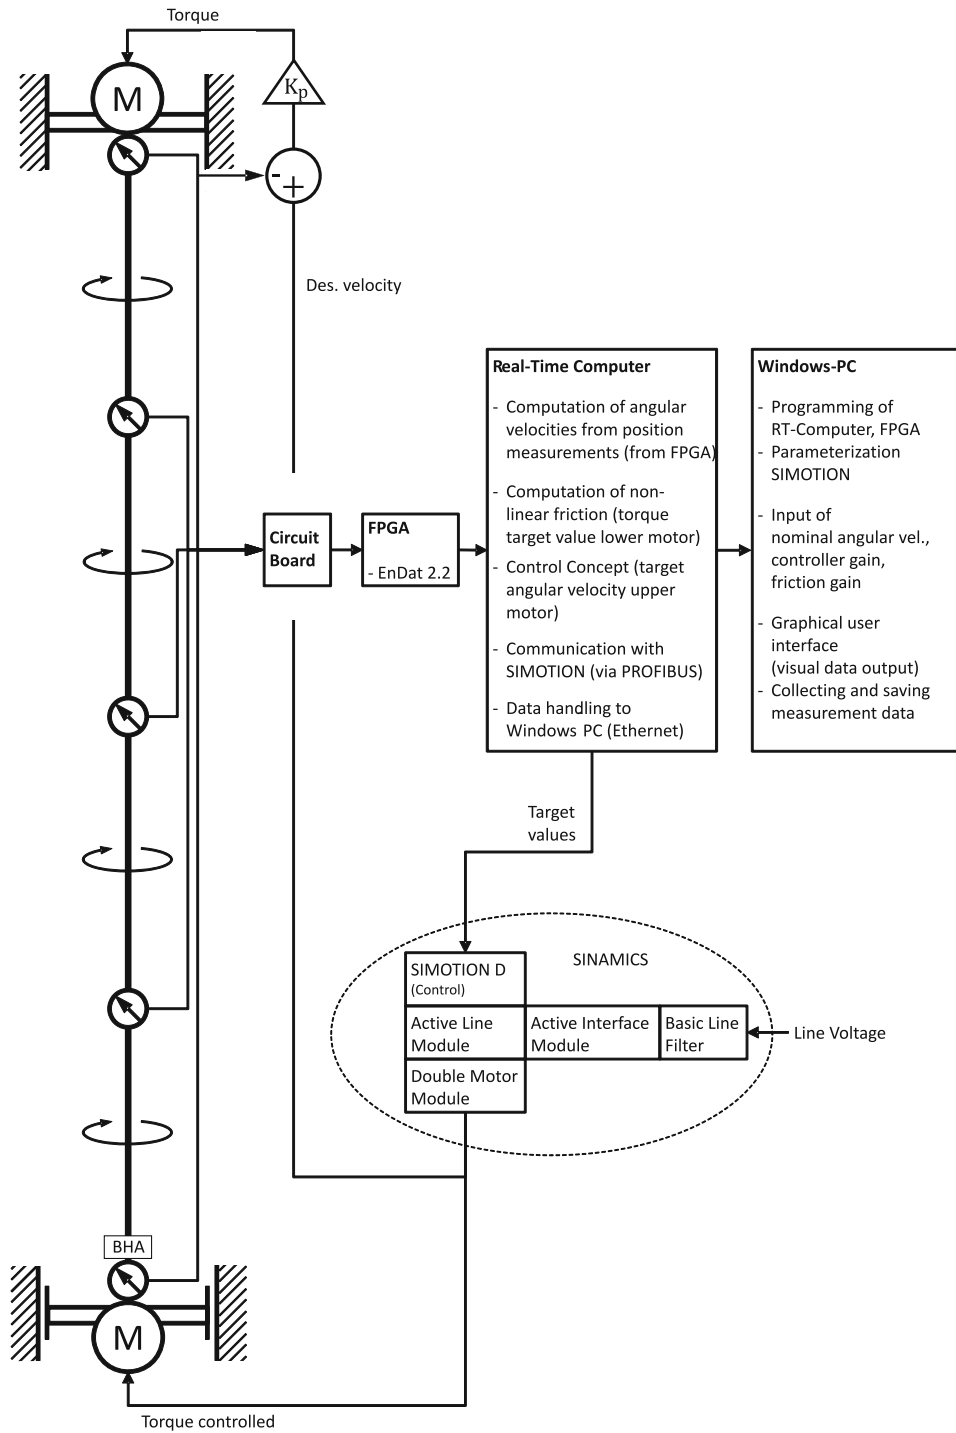 Torque
M
Kp
-
+
Des. velocity
Real-Time Computer
- Computation of angular
velocities from position
measurements (from FPGA)
- Computation of non-
linear friction (torque
target value lower motor)
- Control Concept (target
angular velocity upper
motor)
- Communication with
SIMOTION (via PROFIBUS)
- Data handling to
Windows PC (Ethernet)
Windows-PC
- Programming of
RT-Computer, FPGA
- Parameterization
SIMOTION
- Input of
nominal angular vel.,
controller gain,
friction gain
- Graphical user
interface
(visual data output)
- Collecting and saving
measurement data
Circuit
Board
FPGA
- EnDat 2.2
Target
values
SINAMICS
SIMOTION D
(Control)
Active Line
Module
Active Interface
Module
Basic Line
Filter
Line Voltage
Double Motor
Module
BHA
M
Torque controlled